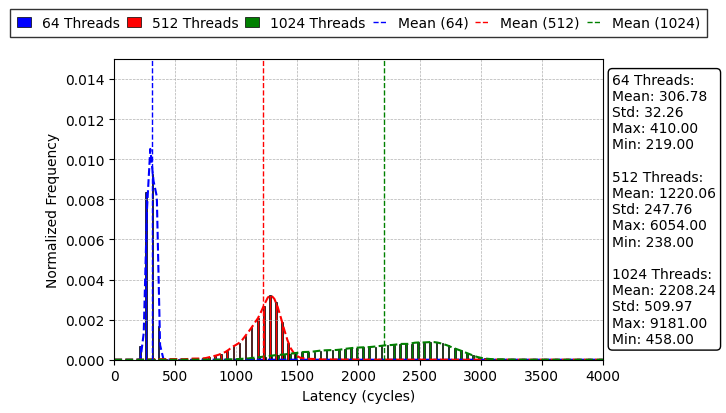 64 Threads 512 Threads 1024 Threads Mean (64) Mean (512) Mean (1024)
0.014
0.012
0.010
0.008
0.006
0.004
0.002
0.000
Normalized Frequency
0 500 1000 1500 2000 2500 3000 3500 4000
Latency (cycles)
64 Threads:
Mean: 306.78
Std: 32.26
Max: 410.00
Min: 219.00
512 Threads:
Mean: 1220.06
Std: 247.76
Max: 6054.00
Min: 238.00
1024 Threads:
Mean: 2208.24
Std: 509.97
Max: 9181.00
Min: 458.00